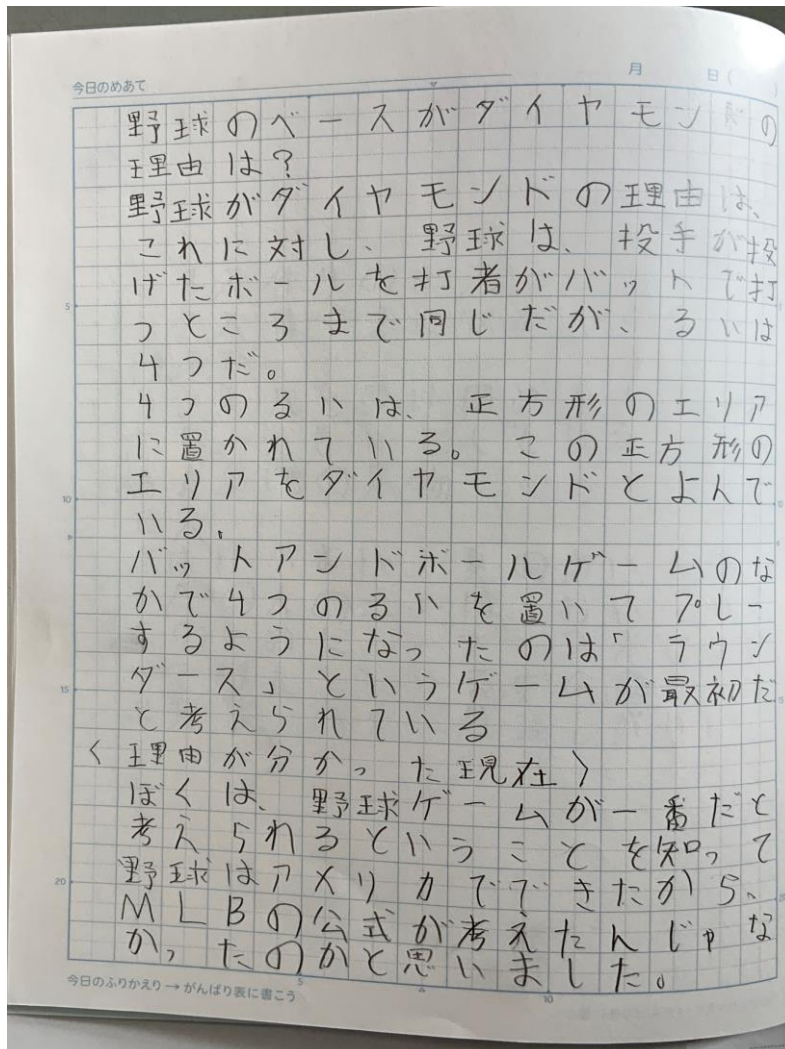 今日のめあて
月 日( )
野球のベースがダイヤモンドの
理由は?
野球がダイヤモンドの理由は、
これに対し、野球は、投手が投
げたボールを打者がバットで打
つところまで同じだが、るいは
4つだ。
4つのるいは、正方形のエリア
に置かれている。この正方形の
エリアをダイヤモンドとよんで
いる。
バットアンドボールゲームのな
かで4つのるいを置いてプレー
するようになったのは「ラウン
ダース」というゲームが最初だ
と考えられている
〈理由が分かった現在〉
ぼくは、野球ゲームが一番だと
考えられるということを知って
野球はアメリカでできたから、
MLBの公式が考えたんじゃな
かったのかと思いました。
今日のふりかえり→がんばり表に書こう
5
10
15
20
5
10